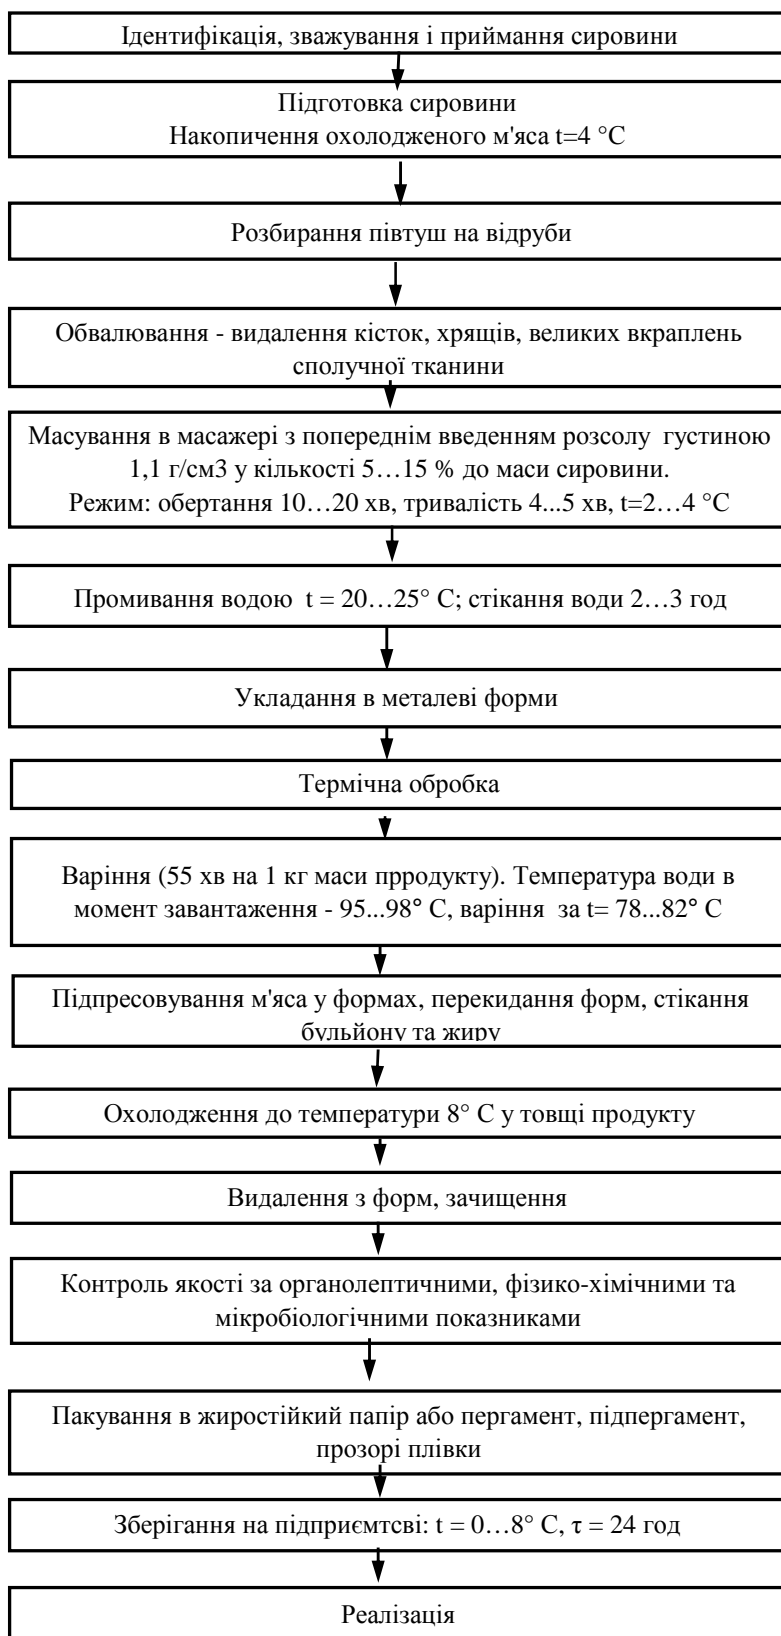 Ідентифікація, зважування і приймання сировини
Підготовка сировини
Накопичення охолодженого м'яса t=4 °С
Розбирання півтуш на відруби
Обвалювання - видалення кісток, хрящів, великих вкраплень
сполучної тканини
Масування в масажері з попереднім введенням розсолу густиною
1,1 г/см3 у кількості 5…15 % до маси сировини.
Режим: обертання 10…20 хв, тривалість 4...5 хв, t=2…4 °С
Промивання водою t = 20…25° С; стікання води 2…3 год
Укладання в металеві форми
Термічна обробка
Варіння (55 хв на 1 кг маси прродукту). Температура води в
момент завантаження - 95...98° С, варіння за t= 78...82° С
Підпресовування м'яса у формах, перекидання форм, стікання
бульйону та жиру
Охолодження до температури 8° С у товщі продукту
Видалення з форм, зачищення
Контроль якості за органолептичними, фізико-хімічними та
мікробіологічними показниками
Пакування в жиростійкий папір або пергамент, підпергамент,
прозорі плівки
Зберігання на підприємтсві: t = 0…8° С, τ = 24 год
Реалізація